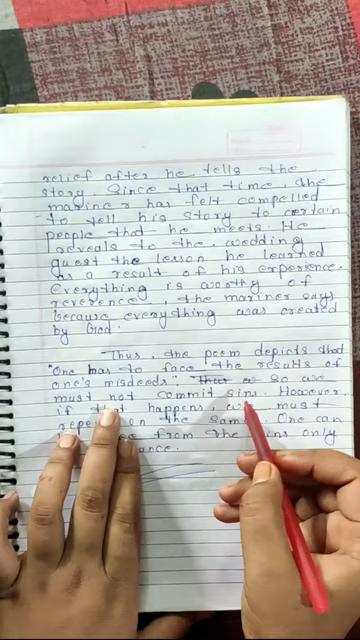 relief after he tells the
story. Since that time, the
mariner has felt compelled
to tell his story to certain
people that he meets. He
reveals to the wedding
guest the lesson he learned
as a result of his experience.
Everything is worthy of
reverence, the mariner says
because everything was created
by God.
Thus, the poem depicts that
"One has to face the results of
one's misdeeds." Thus w So we
must not commit sins. However,
if that happens, we must
repent on the same. One can
from the sins only
ance.